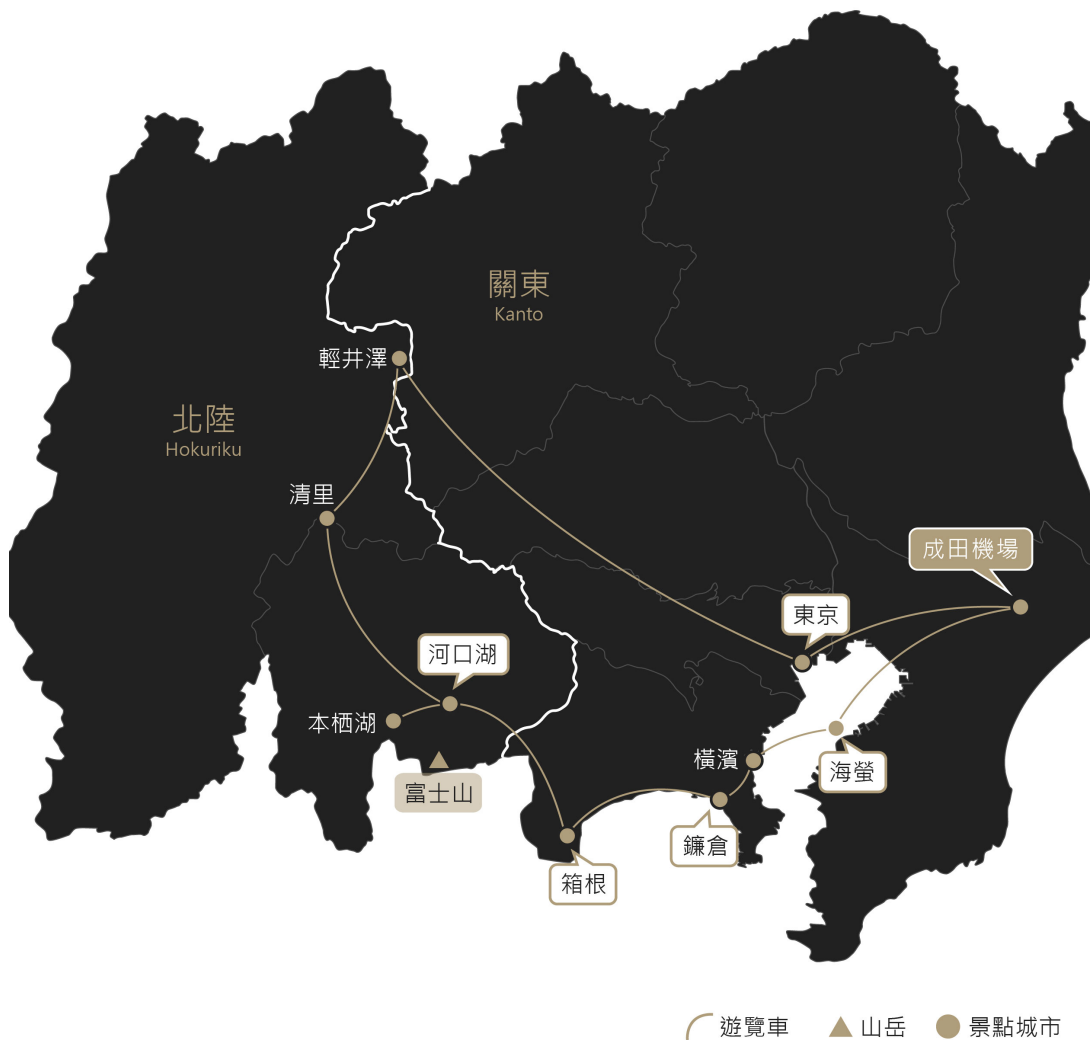 關東
Kanto
輕井澤
北陸
Hokuriku
清里
成田機場
東京
河口湖
本栖湖
橫濱
海螢
富士山
鐮倉
箱根
遊覽車
山岳
景點城市